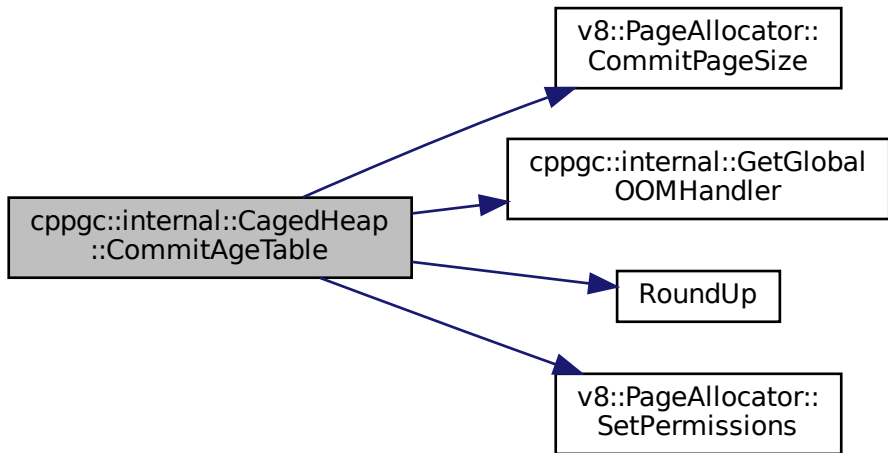 v8::PageAllocator::
CommitPageSize
cppgc::internal::GetGlobal
OOMHandler
cppgc::internal::CagedHeap
::CommitAgeTable
RoundUp
v8::PageAllocator::
SetPermissions